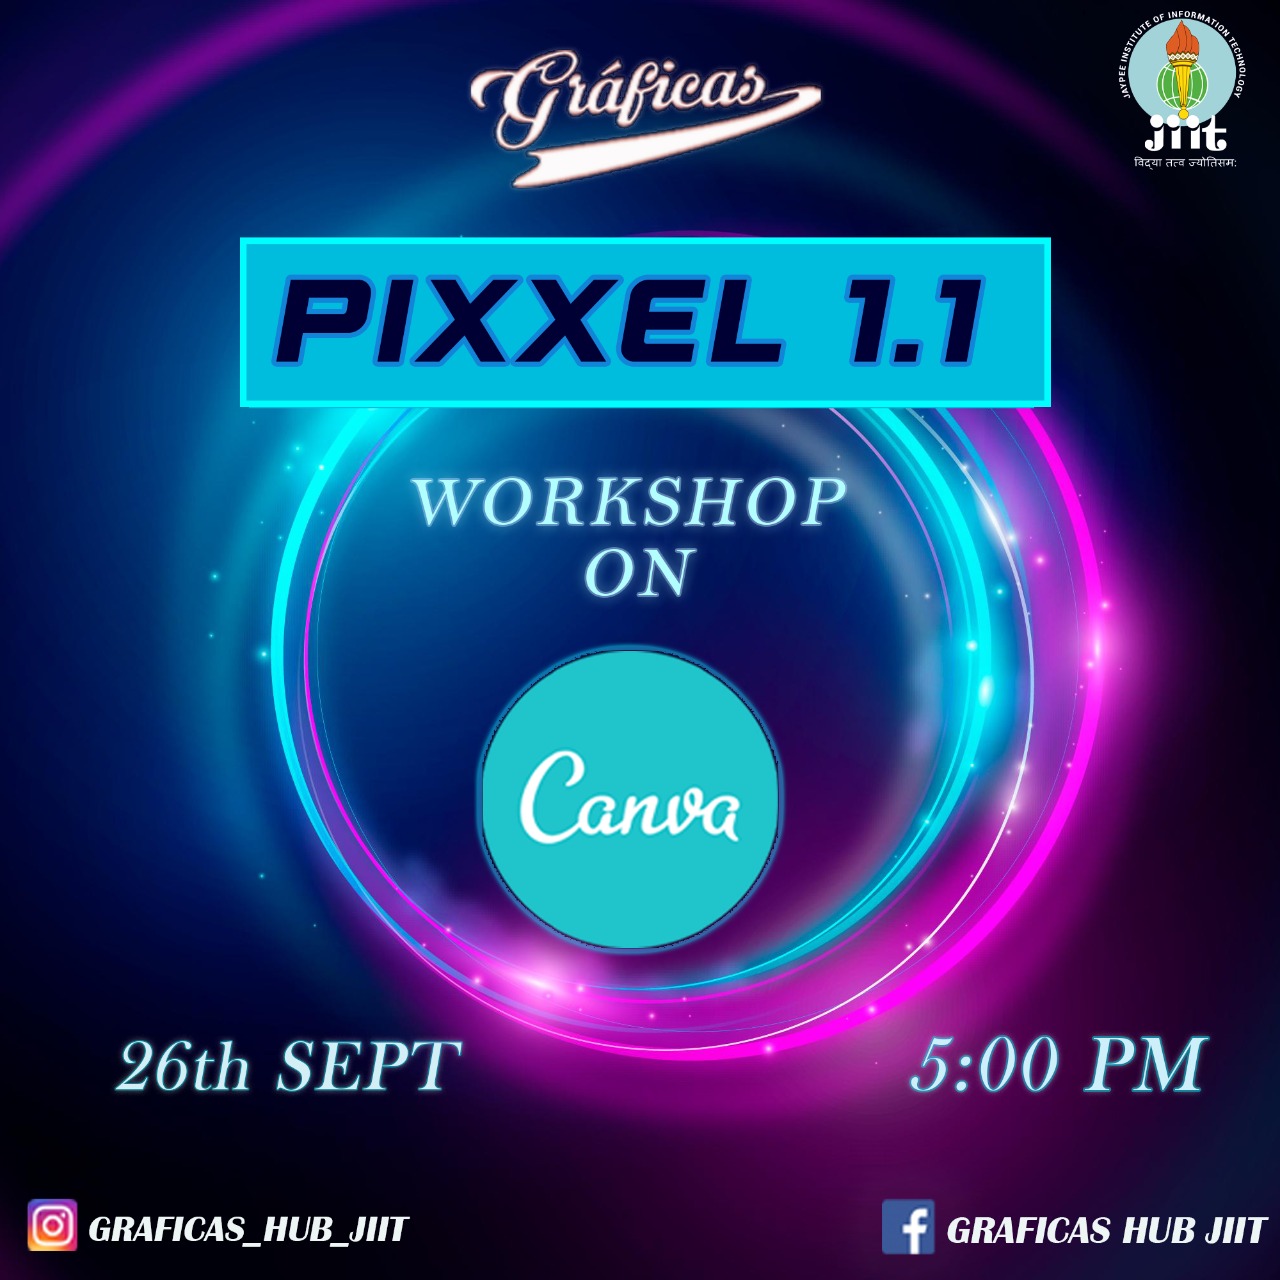 Gráficas
JAYPEE INSTITUTE OF INFORMATION TECHNOLOGY
jiit
विद्या तत्व ज्योतिसम:
PIXXEL 1.1
WORKSHOP
ON
Canva
26th SEPT
5:00 PM
GRAFICAS_HUB_JIIT
GRAFICAS HUB JIIT